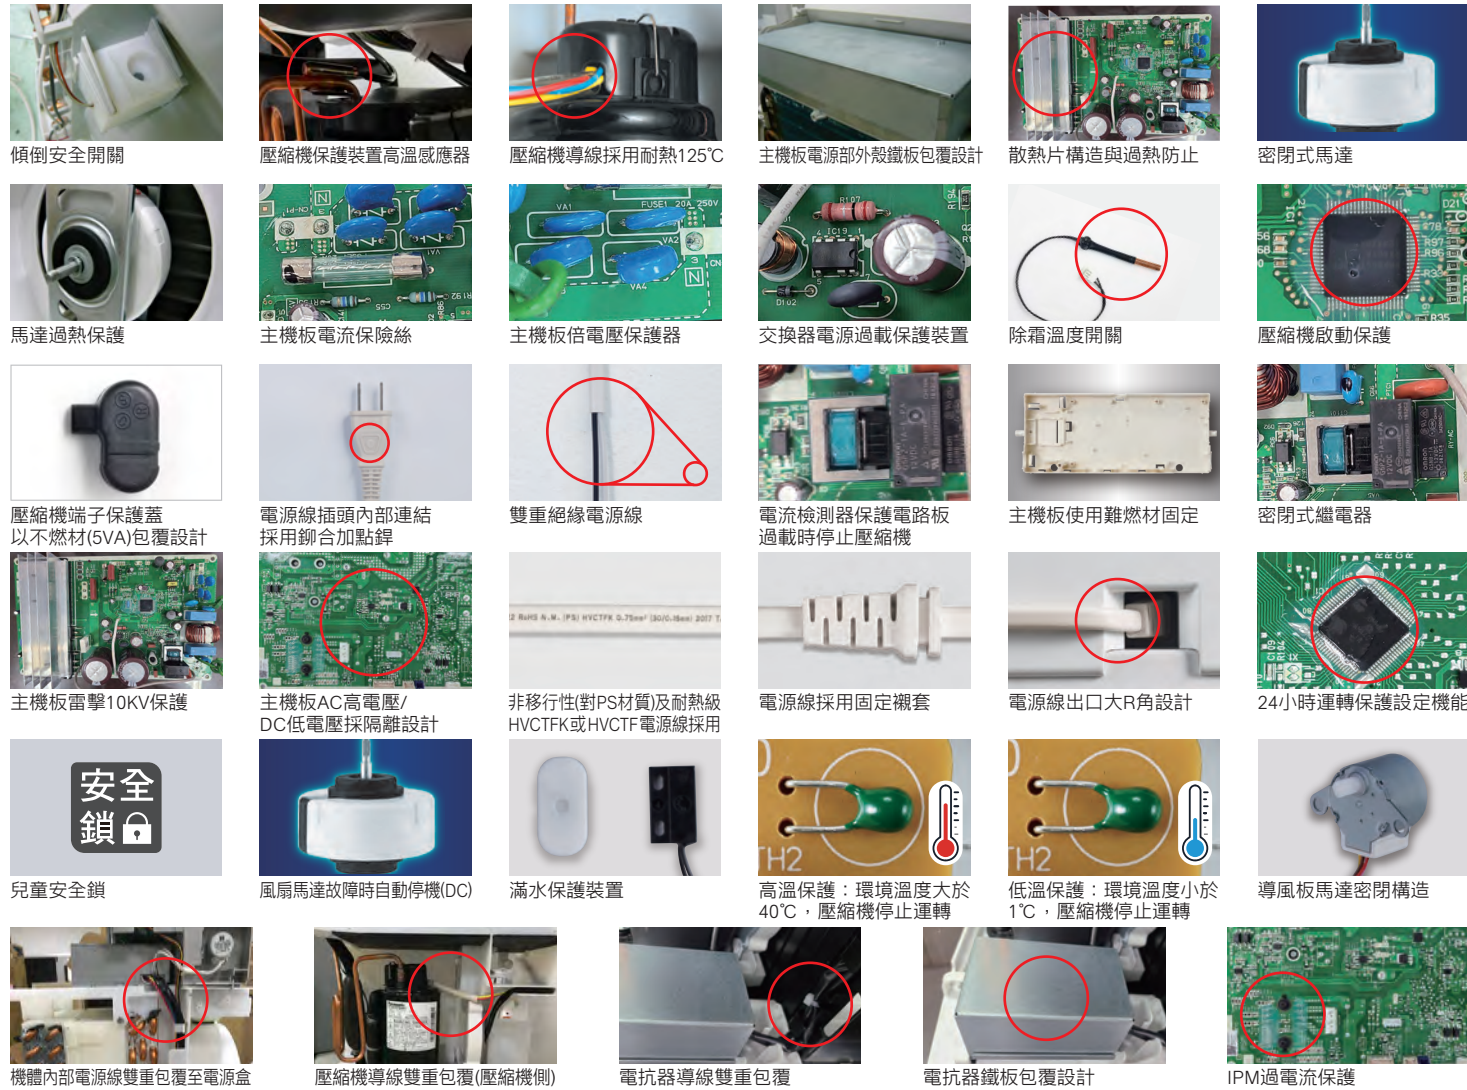 傾倒安全開關
壓縮機保護裝置高溫感應器
壓縮機導線採用耐熱125℃
主機板電源部外殼鐵板包覆設計
散熱片構造與過熱防止
密閉式馬達
馬達過熱保護
主機板電流保險絲
VA1
FUSE1 20A 250V
VA2
VA4
主機板倍電壓保護器
R107
IC19
D102
R194
交換器電源過載保護裝置
除霜溫度開關
D21
R97
R96
R35
壓縮機啟動保護
壓縮機端子保護蓋
以不燃材(5VA)包覆設計
電源線插頭內部連結
採用鉚合加點銲
雙重絕緣電源線
電流檢測器保護電路板
過載時停止壓縮機
主機板使用難燃材固定
密閉式繼電器
主機板雷擊10KV保護
主機板AC高電壓/
DC低電壓採隔離設計
非移行性(對PS材質)及耐熱級
HVCTFK或HVCTF電源線採用
電源線採用固定襯套
電源線出口大R角設計
C109
R104
24小時運轉保護設定機能
安全
鎖
兒童安全鎖
風扇馬達故障時自動停機(DC)
滿水保護裝置
TH2
高溫保護：環境溫度大於
40℃，壓縮機停止運轉
TH2
低溫保護：環境溫度小於
1℃，壓縮機停止運轉
導風板馬達密閉構造
機體內部電源線雙重包覆至電源盒
壓縮機導線雙重包覆(壓縮機側)
電抗器導線雙重包覆
電抗器鐵板包覆設計
IPM過電流保護